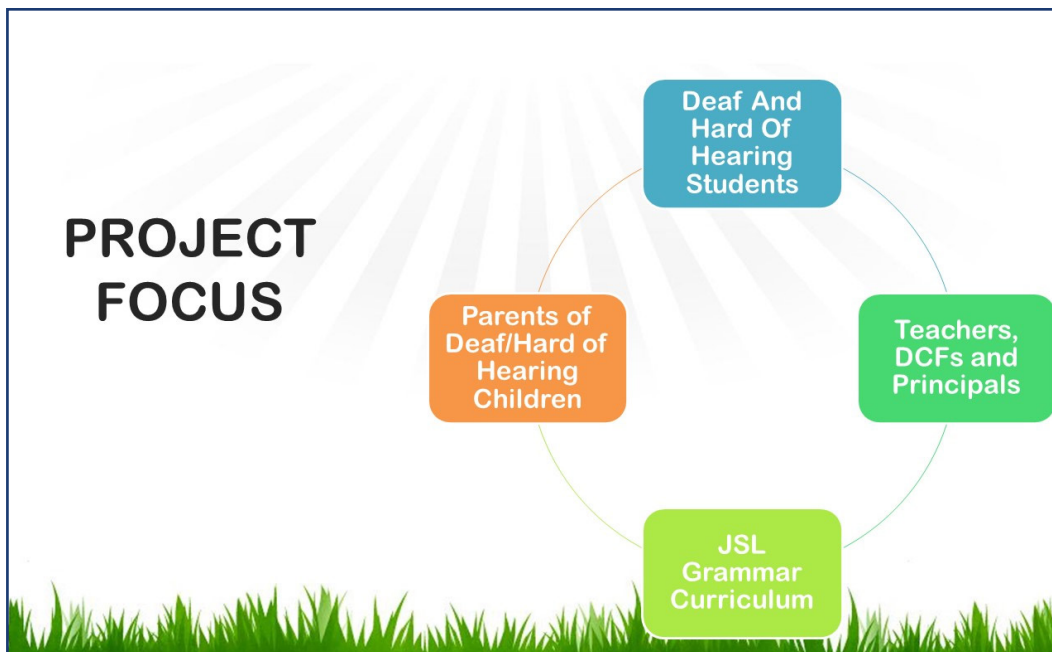 PROJECT
FOCUS
Deaf And
Hard Of
Hearing
Students
Teachers,
DCFs and
Principals
JSL
Grammar
Curriculum
Parents of
Deaf/Hard of
Hearing
Children